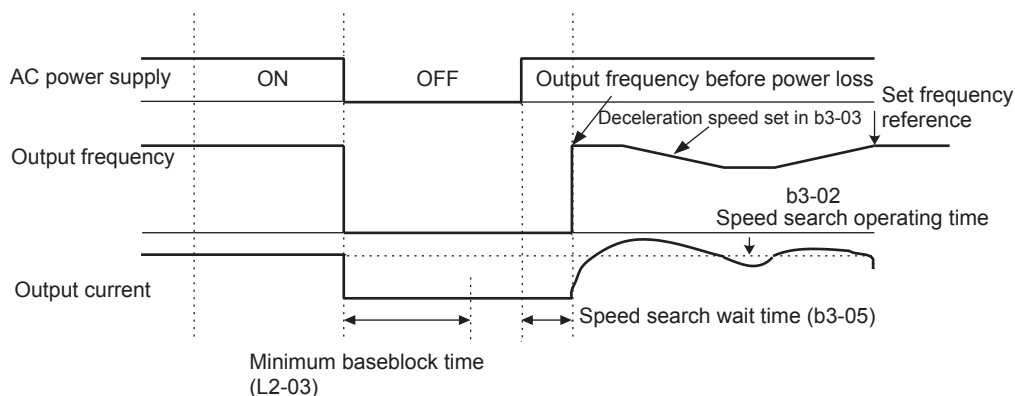 AC power supply
ON
OFF
Output frequency before power loss
Set frequency
reference
Deceleration speed set in b3-03
Output frequency
b3-02
Speed search operating time
Output current
Speed search wait time (b3-05)
Minimum baseblock time
(L2-03)